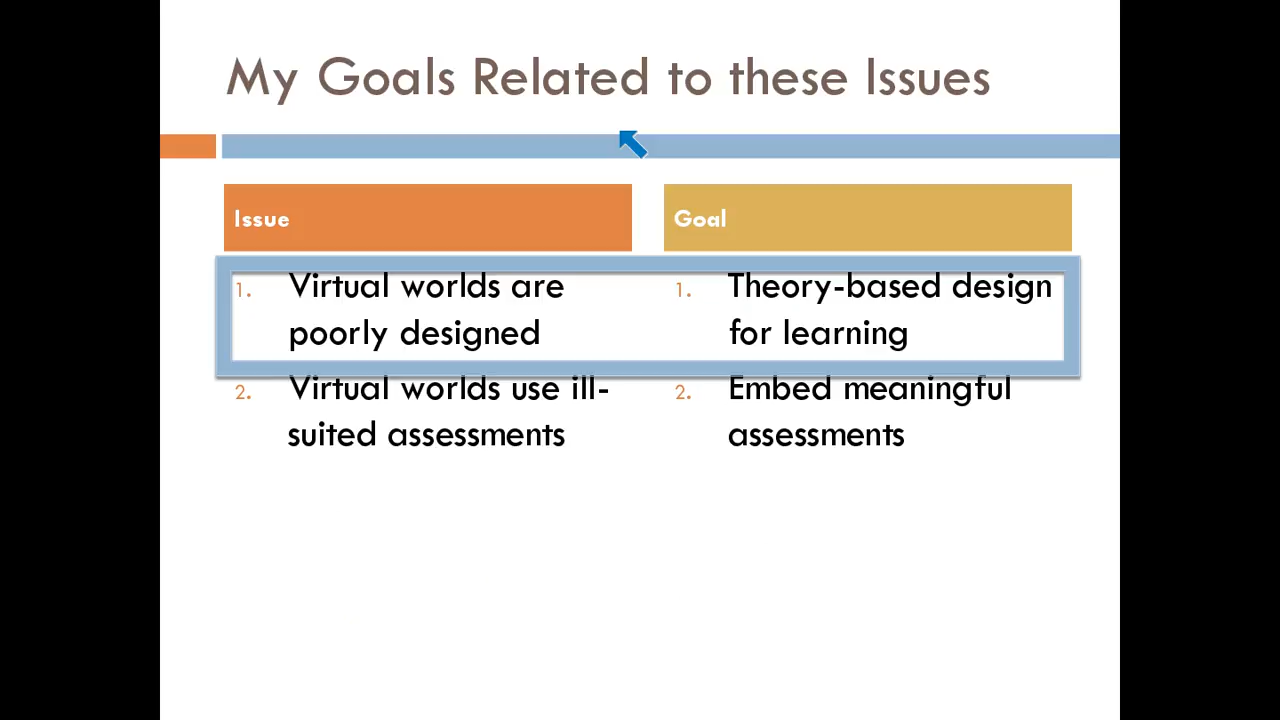 My Goals Related to these Issues
Issue
1. Virtual worlds are
poorly designed
2. Virtual worlds use ill-
suited assessments
Goal
1. Theory-based design
for learning
2. Embed meaningful
assessments